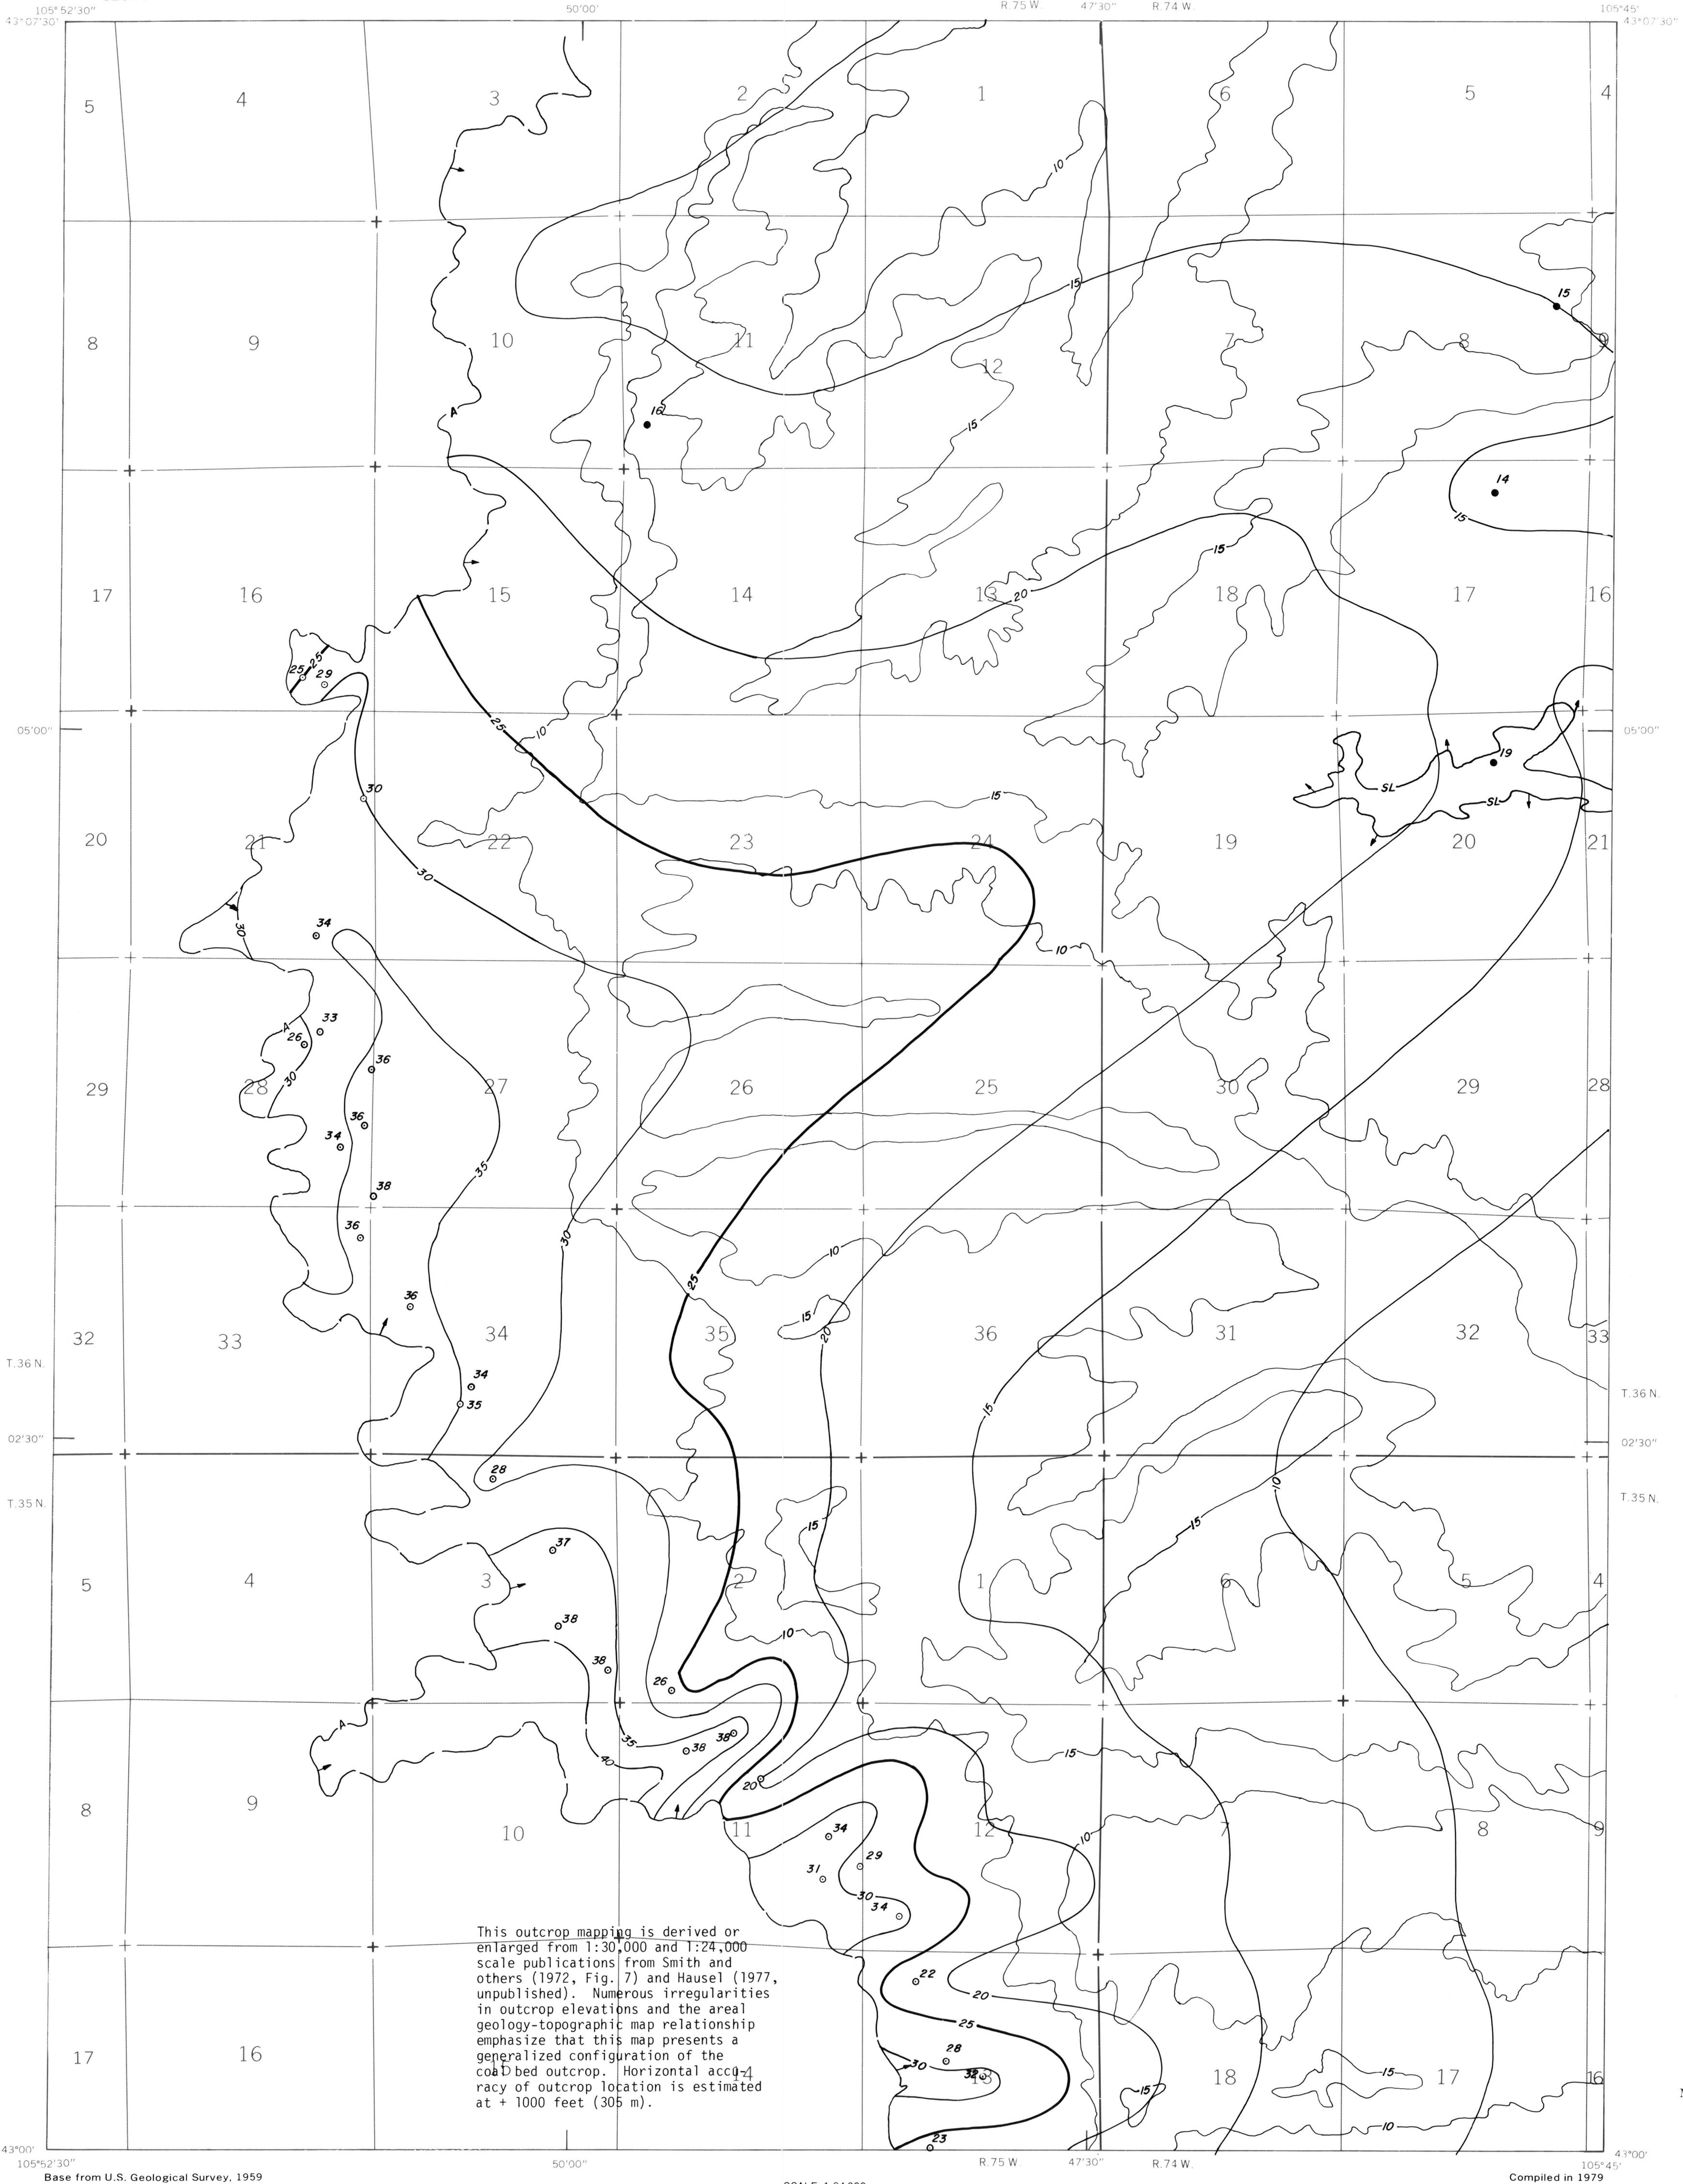 105°52'30" 50'00" R.75 W. 47'30" R.74 W. 105°45'
43°07'30" 43°07'30"
5 4 3 2 1 6 5 4
10
15
15
8 9 10 11 7 8 9
12
A 16 15
14
15
15
17 16 15 14 13 20 18 17 16
25 25 29
25 10
05'00" 05'00"
19
30 15 SL SL
20 21 22 23 24 19 20 21
30
34 30 10
A 33
26
36
29 28 30 27 26 25 30 29 28
36
34
35
38
36 30 10
25
36 15
32 33 34 35 20 36 31 32 33
T.36 N. T.36 N.
34
35 15
02'30" 02'30"
28 10
T.35 N. T.35 N.
15 15
37
5 4 3 2 1 6 5 4
38
10
38
26
A 35 38 38 15
40
20
8 9 10 11 12 7 8 9
34 10
31 29
30
34
This outcrop mapping is derived or
enlarged from 1:30,000 and 1:24,000
scale publications from Smith and
others (1972, Fig. 7) and Hausel (1977,
unpublished). Numerous irregularities
in outcrop elevations and the areal
geology-topographic map relationship
emphasize that this map presents a
generalized configuration of the
coal bed outcrop. Horizontal accu-
racy of outcrop location is estimated
at + 1000 feet (305 m).
22
20
25
17 16 15 14 28 30 32 13 18 15 17 16
15
10
23
43°00' 43°00'
105°52'30" 50'00" R.75 W. 47'30" R.74 W. 105°45'
Base from U.S. Geological Survey, 1959 Compiled in 1979